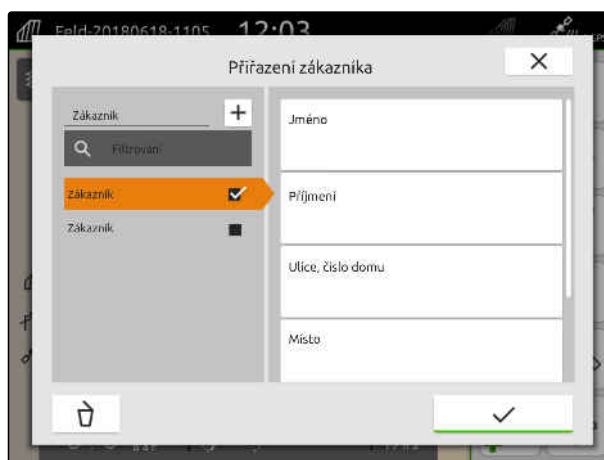 Feld-20180618-1105 12:03
Přiřazení zákazníka
Zákazník
Filtrování
Zákazník
Zákazník
Jméno
Příjmení
Ulice, číslo domu
Místo